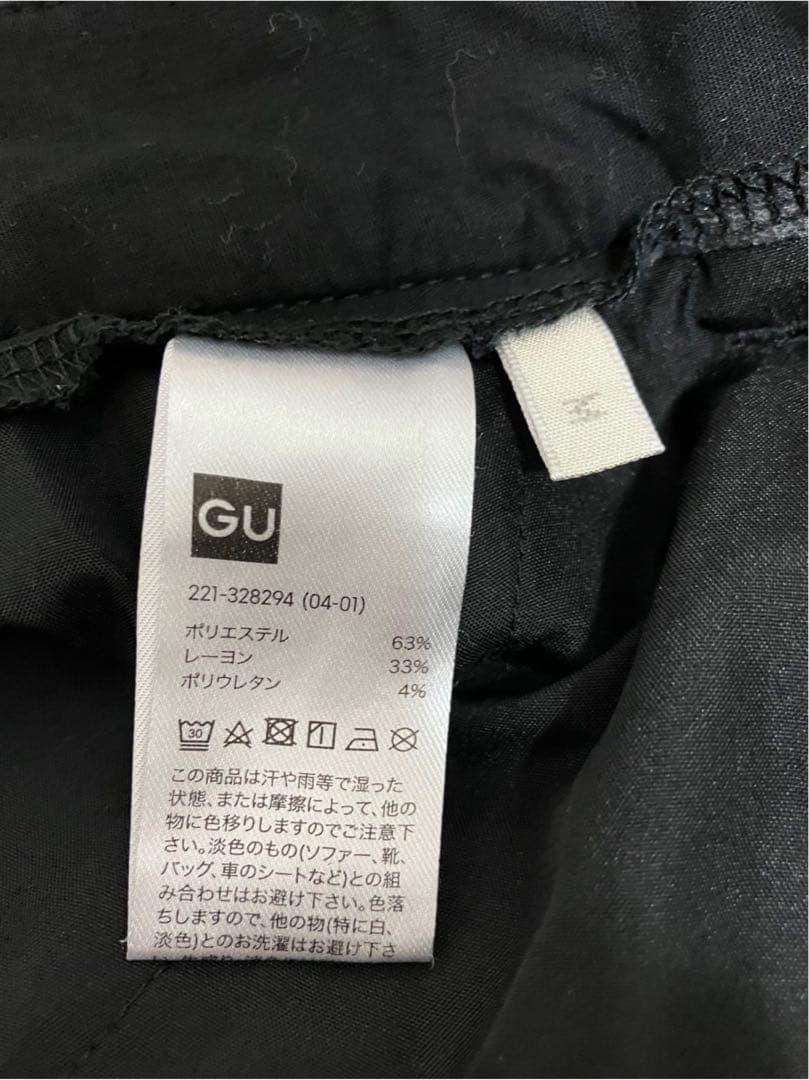 M
GU
221-328294 (04-01)
ポリエステル 63%
レーヨン 33%
ポリウレタン 4%
30
この商品は汗や雨等で湿った
状態、または摩擦によって、他の
物に色移りしますのでご注意下
さい。淡色のもの(ソファー、靴、
バッグ、車のシートなど)との組
み合わせはお避け下さい。色落
ちしますので、他の物(特に白、
淡色)とのお洗濯はお避け下さ